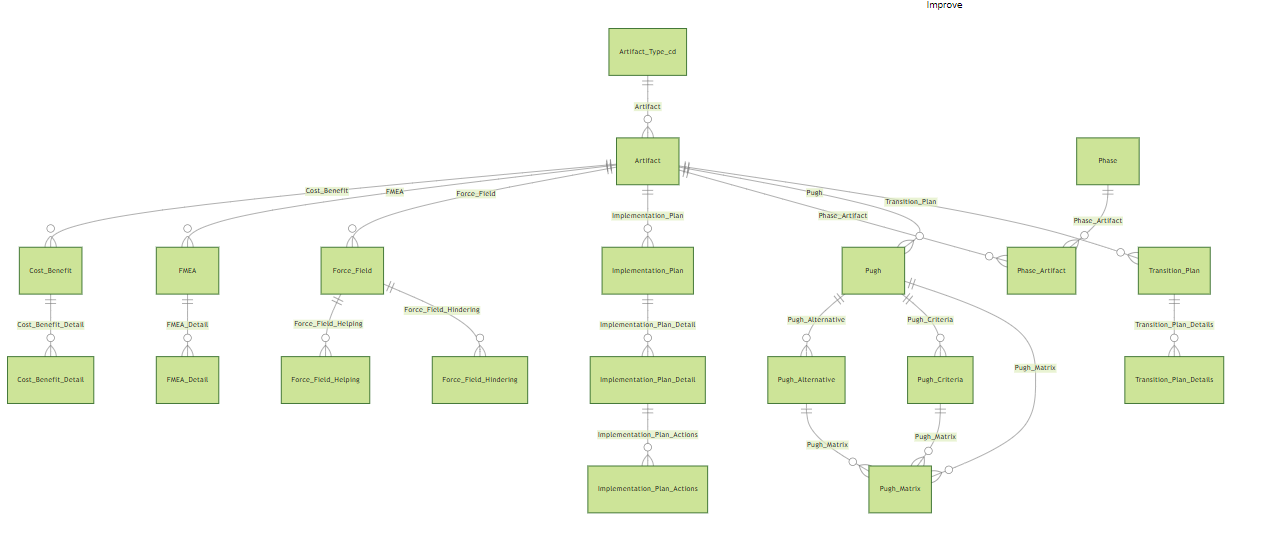 Improve
Artifact_Type_cd
Artifact
Artifact
Phase
Cost_Benefit
FMEA
Force_Field
Pugh
Transition_Plan
Implementation_Plan
Phase_Artifact
Phase_Artifact
Cost_Benefit
FMEA
Force_Field
Implementation_Plan
Pugh
Phase_Artifact
Transition_Plan
Force_Field_Hindering
Cost_Benefit_Detail
FMEA_Detail
Force_Field_Helping
Implementation_Plan_Detail
Pugh_Alternative
Pugh_Criteria
Transition_Plan_Details
Pugh_Matrix
Cost_Benefit_Detail
FMEA_Detail
Force_Field_Helping
Force_Field_Hindering
Implementation_Plan_Detail
Pugh_Alternative
Pugh_Criteria
Transition_Plan_Details
Implementation_Plan_Actions
Pugh_Matrix
Pugh_Matrix
Implementation_Plan_Actions
Pugh_Matrix